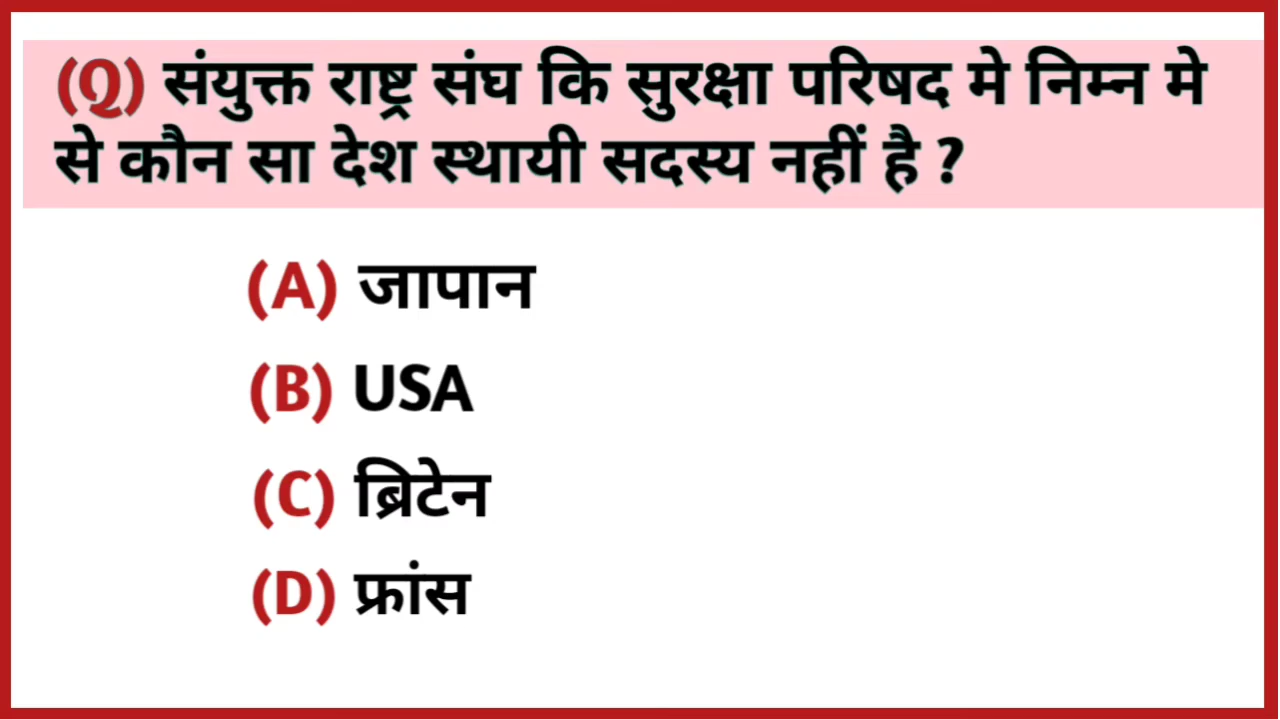 (Q) संयुक्त राष्ट्र संघ कि सुरक्षा परिषद मे निम्न मे
से कौन सा देश स्थायी सदस्य नहीं है ?
(A) जापान
(B) USA
(C) ब्रिटेन
(D) फ्रांस